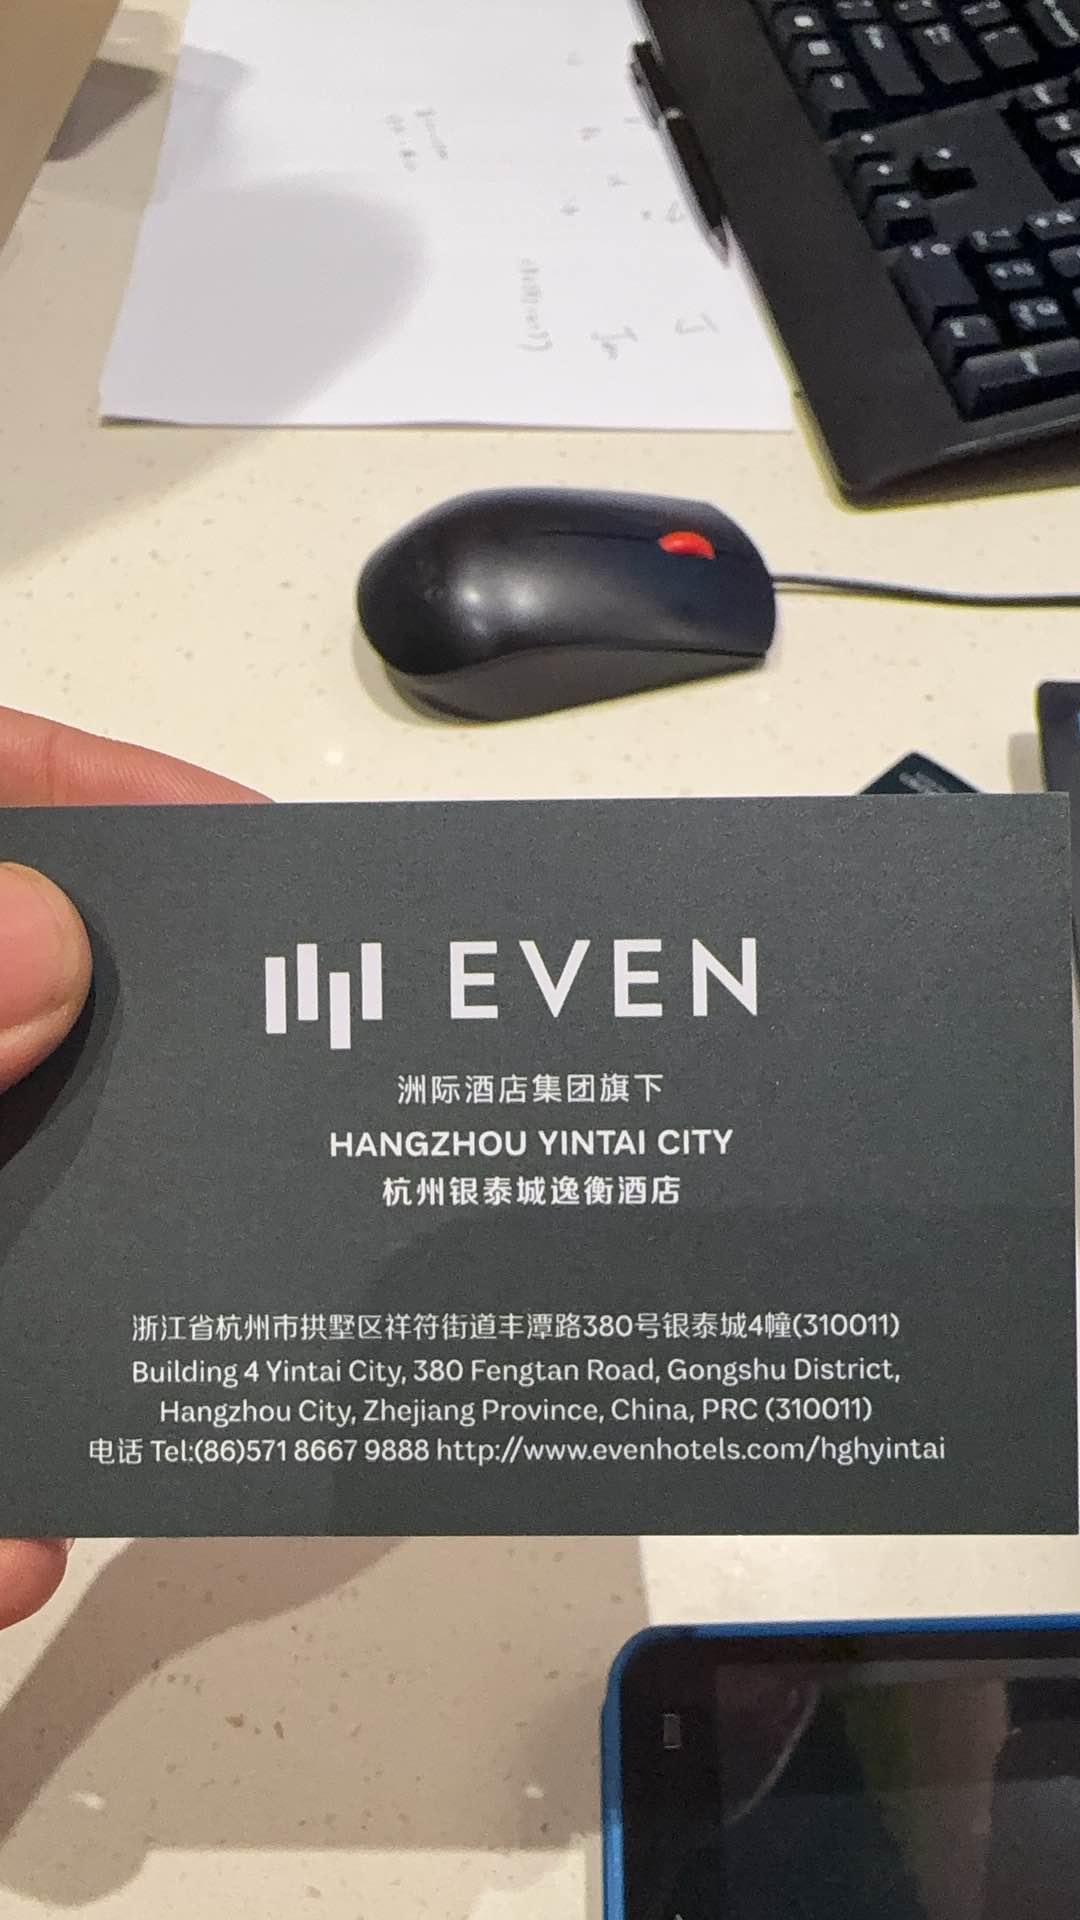 EVEN
洲际酒店集团旗下
HANGZHOU YINTAI CITY
杭州银泰城逸衡酒店
浙江省杭州市拱墅区祥符街道丰潭路380号银泰城4幢(310011)
Building 4 Yintai City, 380 Fengtan Road, Gongshu District,
Hangzhou City, Zhejiang Province, China, PRC (310011)
电话 Tel:(86)571 8667 9888 http://www.evenhotels.com/hghyintai